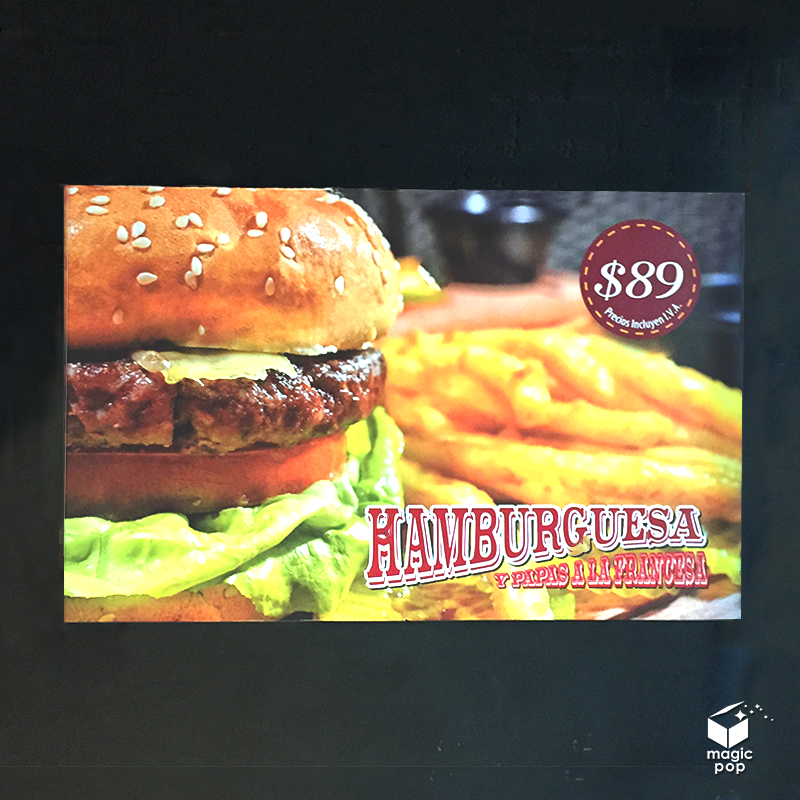 $89
Precios Incluyen I.V.A.
HAMBURGUESA
Y PAPAS A LA FRANCESA
magic
pop